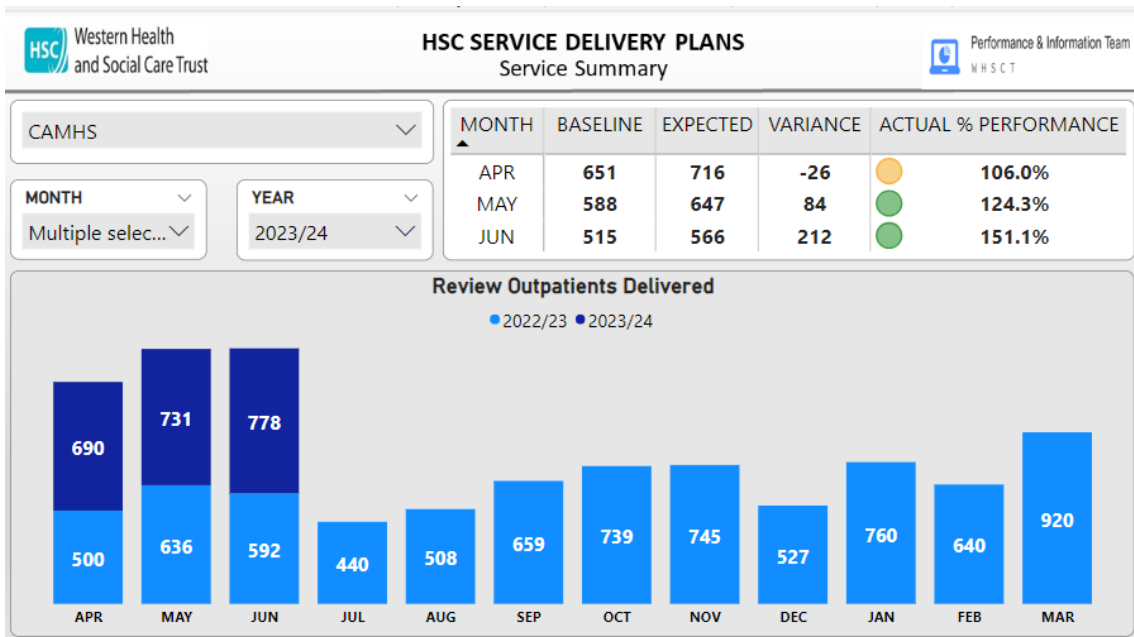 HSC
Western Health
and Social Care Trust
HSC SERVICE DELIVERY PLANS
Service Summary
Performance & Information Team
WHSCT
CAMHS
MONTH
Multiple selec...
YEAR
2023/24
MONTH BASELINE EXPECTED VARIANCE ACTUAL % PERFORMANCE
APR 651 716 -26 106.0%
MAY 588 647 84 124.3%
JUN 515 566 212 151.1%
Review Outpatients Delivered
2022/23 2023/24
690 731 778
500 636 592 440 508 659 739 745 527 760 640 920
APR MAY JUN JUL AUG SEP OCT NOV DEC JAN FEB MAR